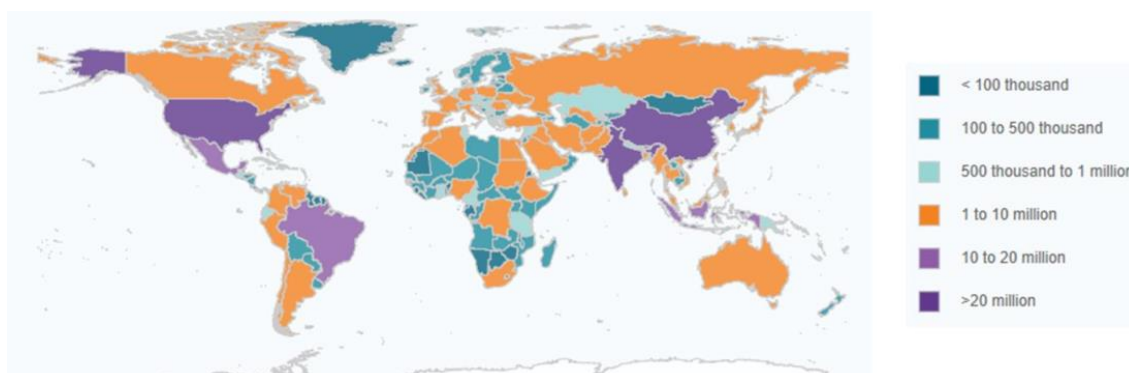 < 100 thousand
100 to 500 thousand
500 thousand to 1 million
1 to 10 million
10 to 20 million
>20 million